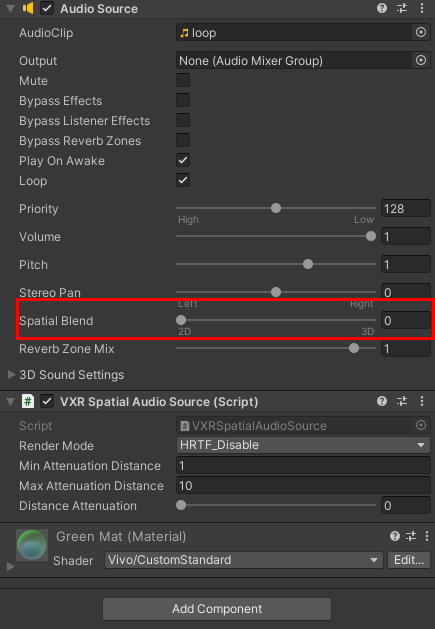 Audio Source
AudioClip loop
Output None (Audio Mixer Group)
Mute
Bypass Effects
Bypass Listener Effects
Bypass Reverb Zones
Play On Awake
Loop
Priority 128
High Low
Volume 1
Pitch 1
Stereo Pan 0
Left Right
Spatial Blend 0
2D 3D
Reverb Zone Mix 1
3D Sound Settings
# VXR Spatial Audio Source (Script)
Script # VXRSpatialAudioSource
Render Mode HRTF_Disable
Min Attenuation Distance 1
Max Attenuation Distance 10
Distance Attenuation 0
Green Mat (Material)
Shader Vivo/CustomStandard Edit...
Add Component